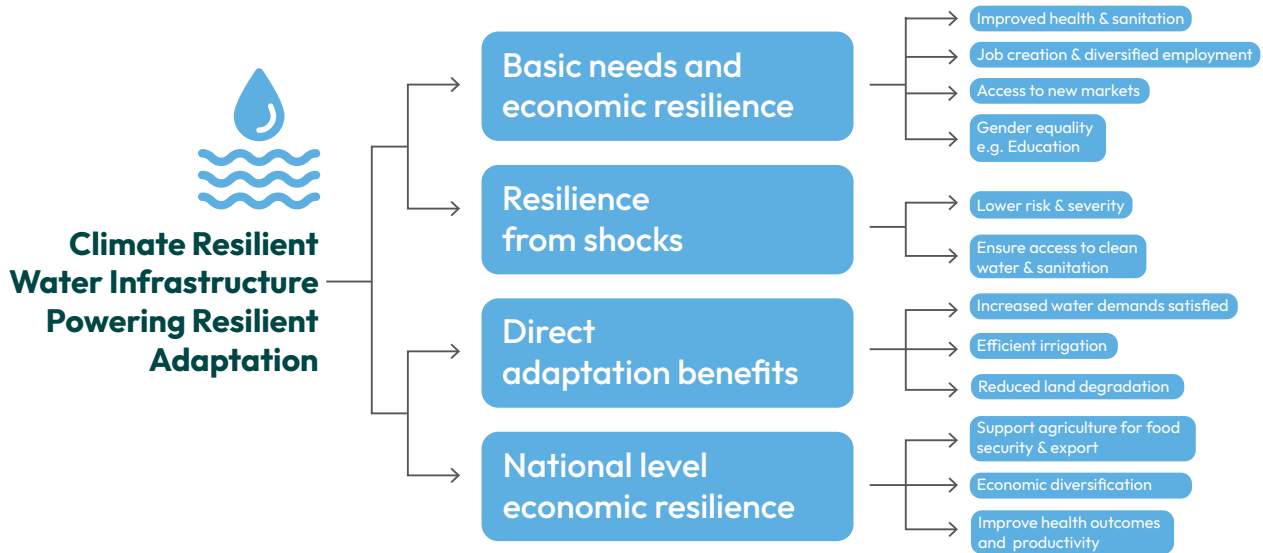 Climate Resilient
Water Infrastructure
Powering Resilient
Adaptation
Basic needs and
economic resilience
Improved health & sanitation
Job creation & diversified employment
Access to new markets
Gender equality
e.g. Education
Resilience
from shocks
Lower risk & severity
Ensure access to clean
water & sanitation
Direct
adaptation benefits
Increased water demands satisfied
Efficient irrigation
Reduced land degradation
National level
economic resilience
Support agriculture for food
security & export
Economic diversification
Improve health outcomes
and productivity